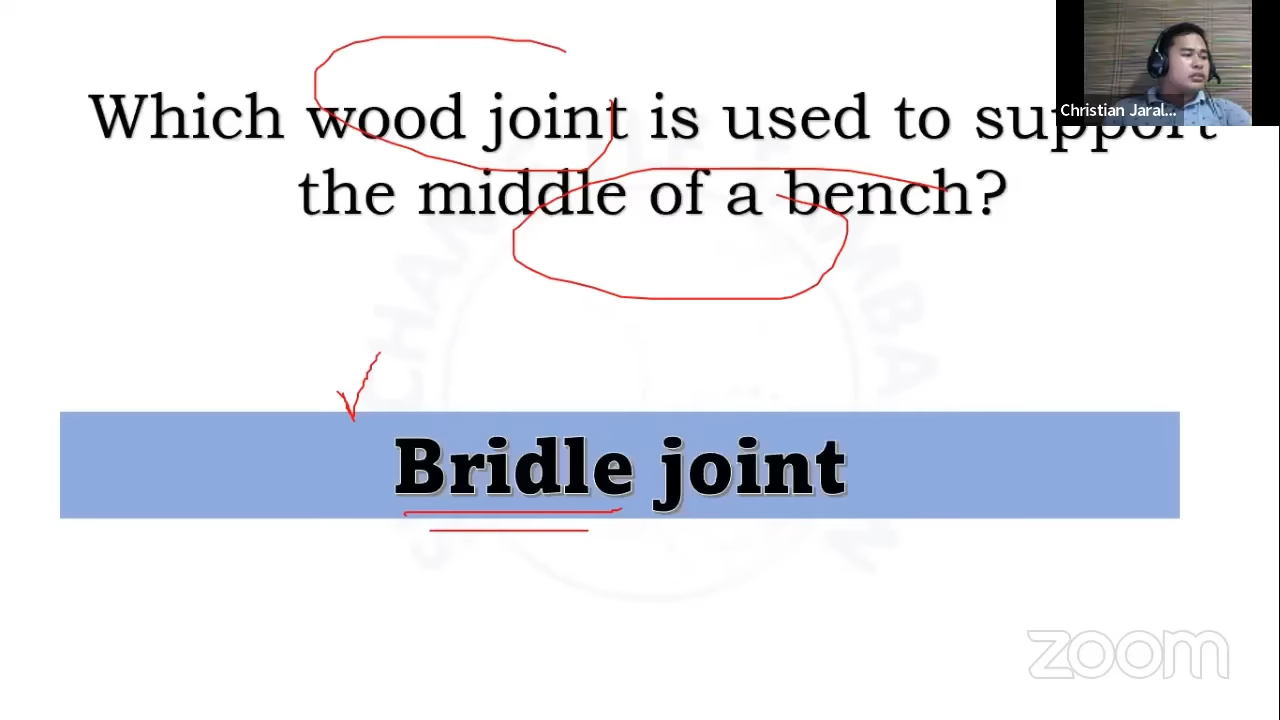 Which wood joint is used to support
the middle of a bench?
Christian Jaral...
Bridle joint
zoom